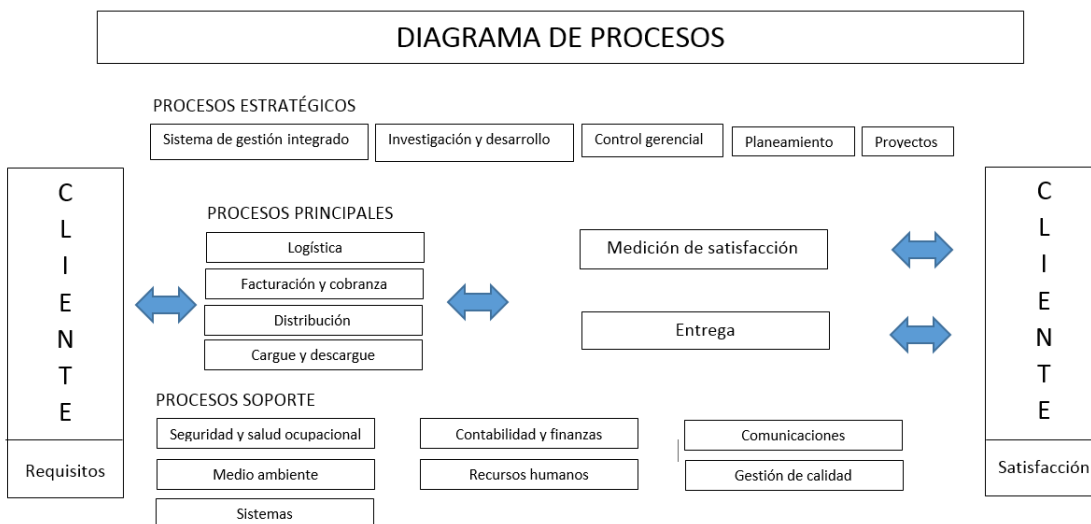 DIAGRAMA DE PROCESOS
PROCESOS ESTRATÉGICOS
Sistema de gestión integrado
Investigación y desarrollo
Control gerencial
Planeamiento
Proyectos
CLIENTE
Requisitos
PROCESOS PRINCIPALES
Logística
Facturación y cobranza
Distribución
Cargue y descargue
Medición de satisfacción
Entrega
PROCESOS SOPORTE
Seguridad y salud ocupacional
Contabilidad y finanzas
Comunicaciones
Medio ambiente
Recursos humanos
Gestión de calidad
Sistemas
CLIENTE
Satisfacción